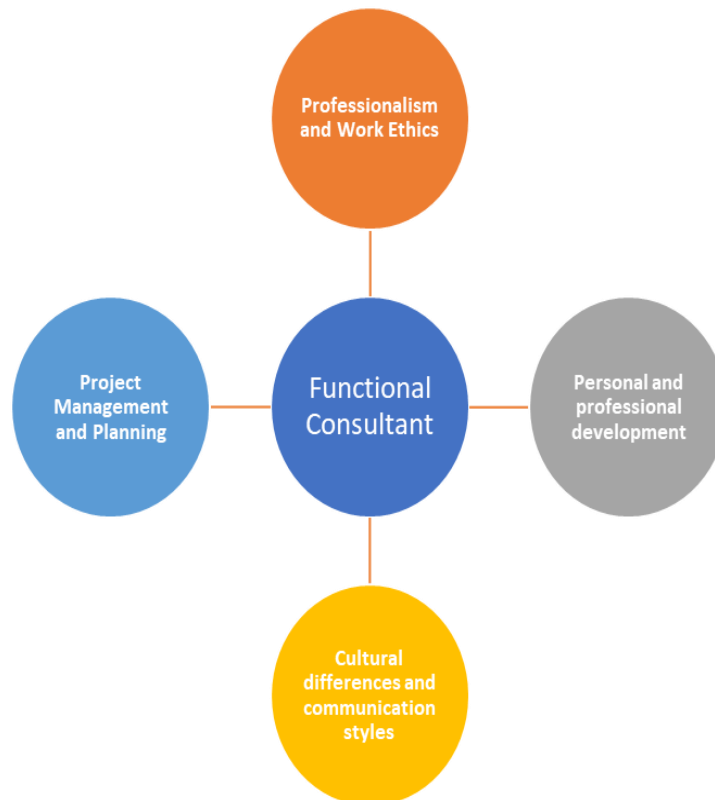 Professionalism
and Work Ethics
Project
Management
and Planning
Functional
Consultant
Personal and
professional
development
Cultural
differences and
communication
styles